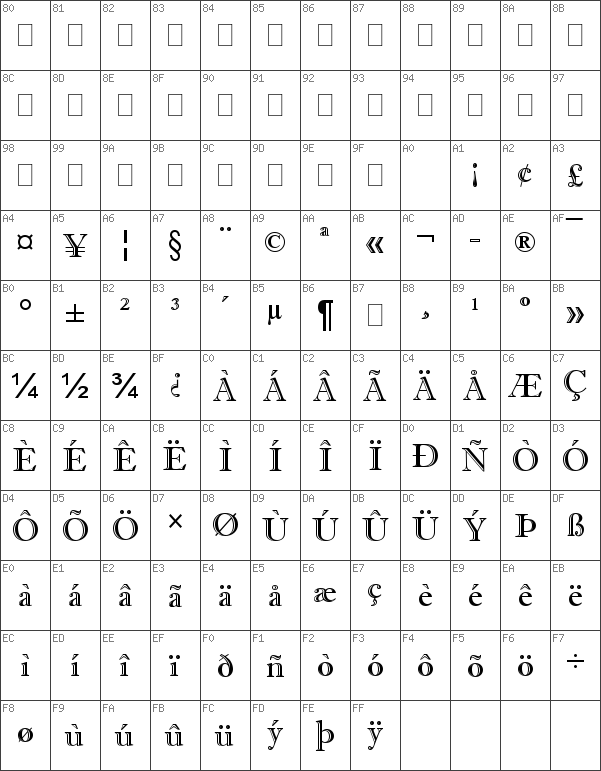 80 81 82 83 84 85 86 87 88 89 8A 8B
8C 8D 8E 8F 90 91 92 93 94 95 96 97
98 99 9A 9B 9C 9D 9E 9F A0 A1 A2 A3
¡ ¢ £
A4 A5 A6 A7 A8 A9 AA AB AC AD AE AF
¤ ¥ ¦ § ¨ © ª « ¬ - ® ¯
B0 B1 B2 B3 B4 B5 B6 B7 B8 B9 BA BB
° ± ² ³ ´ µ ¶ ¸ ¹ º »
BC BD BE BF C0 C1 C2 C3 C4 C5 C6 C7
¼ ½ ¾ ¿ À Á Â Ã Ä Å Æ Ç
C8 C9 CA CB CC CD CE CF D0 D1 D2 D3
È É Ê Ë Ì Í Î Ï Ð Ñ Ò Ó
D4 D5 D6 D7 D8 D9 DA DB DC DD DE DF
Ô Õ Ö × Ø Ù Ú Û Ü Ý Þ ß
E0 E1 E2 E3 E4 E5 E6 E7 E8 E9 EA EB
à á â ã ä å æ ç è é ê ë
EC ED EE EF F0 F1 F2 F3 F4 F5 F6 F7
ì í î ï ð ñ ò ó ô õ ö ÷
F8 F9 FA FB FC FD FE FF
ø ù ú û ü ý þ ÿ